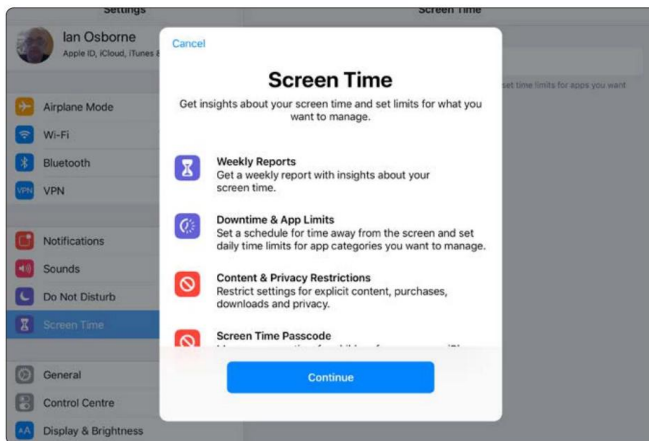 Settings
Screen Time
Ian Osborne
Apple ID, iCloud, iTunes &
Airplane Mode
Wi-Fi
Bluetooth
VPN
VPN
Notifications
Sounds
Do Not Disturb
Screen Time
General
Control Centre
AA
Display & Brightness
set time limits for apps you want
Cancel
Screen Time
Get insights about your screen time and set limits for what you
want to manage.
Weekly Reports
Get a weekly report with insights about your
screen time.
Downtime & App Limits
Set a schedule for time away from the screen and set
daily time limits for app categories you want to manage.
Content & Privacy Restrictions
Restrict settings for explicit content, purchases,
downloads and privacy.
Screen Time Passcode
Continue